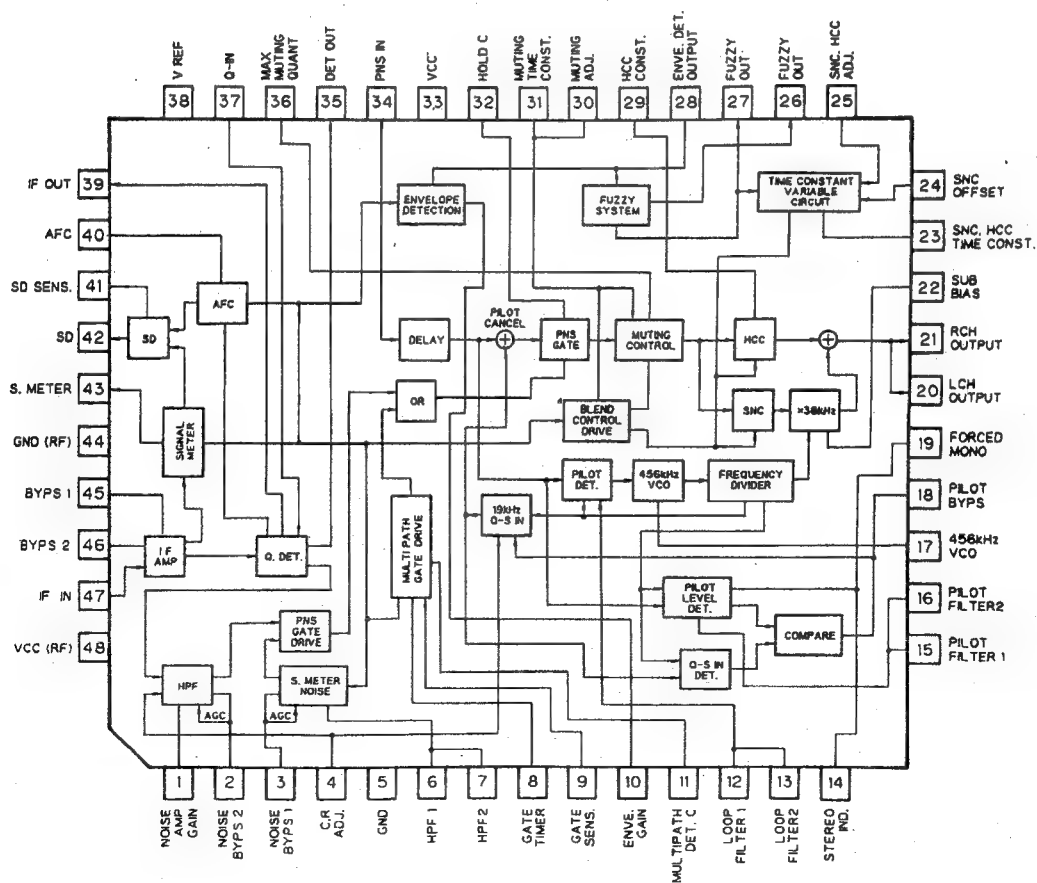 V REF
Q-IN
MAX
MUTING
QUANT
DET OUT
PNS IN
VCC
HOLD C
MUTING
TIME
CONST.
MUTING
ADJ.
HCC
CONST.
ENVE. DET.
OUTPUT
FUZZY
OUT
FUZZY
OUT
SNC. HCC
ADJ.
38
37
36
35
34
33
32
31
30
29
28
27
26
25
IF OUT
39
AFC
40
SD SENS.
41
SD
42
S. METER
43
GND (RF)
44
BYPS 1
45
BYPS 2
46
IF IN
47
VCC (RF)
48
24
SNC
OFFSET
23
SNC. HCC
TIME CONST.
22
SUB
BIAS
21
RCH
OUTPUT
20
LCH
OUTPUT
19
FORCED
MONO
18
PILOT
BYPS
17
456kHz
VCO
16
PILOT
FILTER2
15
PILOT
FILTER 1
ENVELOPE
DETECTION
FUZZY
SYSTEM
TIME CONSTANT
VARIABLE
CIRCUIT
AFC
SD
PILOT
CANCEL
DELAY
PNS
GATE
MUTING
CONTROL
HCC
OR
BLEND
CONTROL
DRIVE
SNC
×38kHz
SIGNAL
METER
PILOT
DET.
456kHz
VCO
FREQUENCY
DIVIDER
19kHz
Q-S IN
MULTIPATH
GATE DRIVE
IF
AMP
Q. DET.
PILOT
LEVEL
DET.
COMPARE
PNS
GATE
DRIVE
Q-S IN
DET.
HPF
S. METER
NOISE
AGC
AGC
1
2
3
4
5
6
7
8
9
10
11
12
13
14
NOISE
AMP
GAIN
NOISE
BYPS 2
NOISE
BYPS 1
C.R
ADJ.
GND
HPF 1
HPF2
GATE
TIMER
GATE
SENS.
ENVE.
GAIN
MULTIPATH
DET. C
LOOP
FILTER 1
LOOP
FILTER2
STEREO
IND.